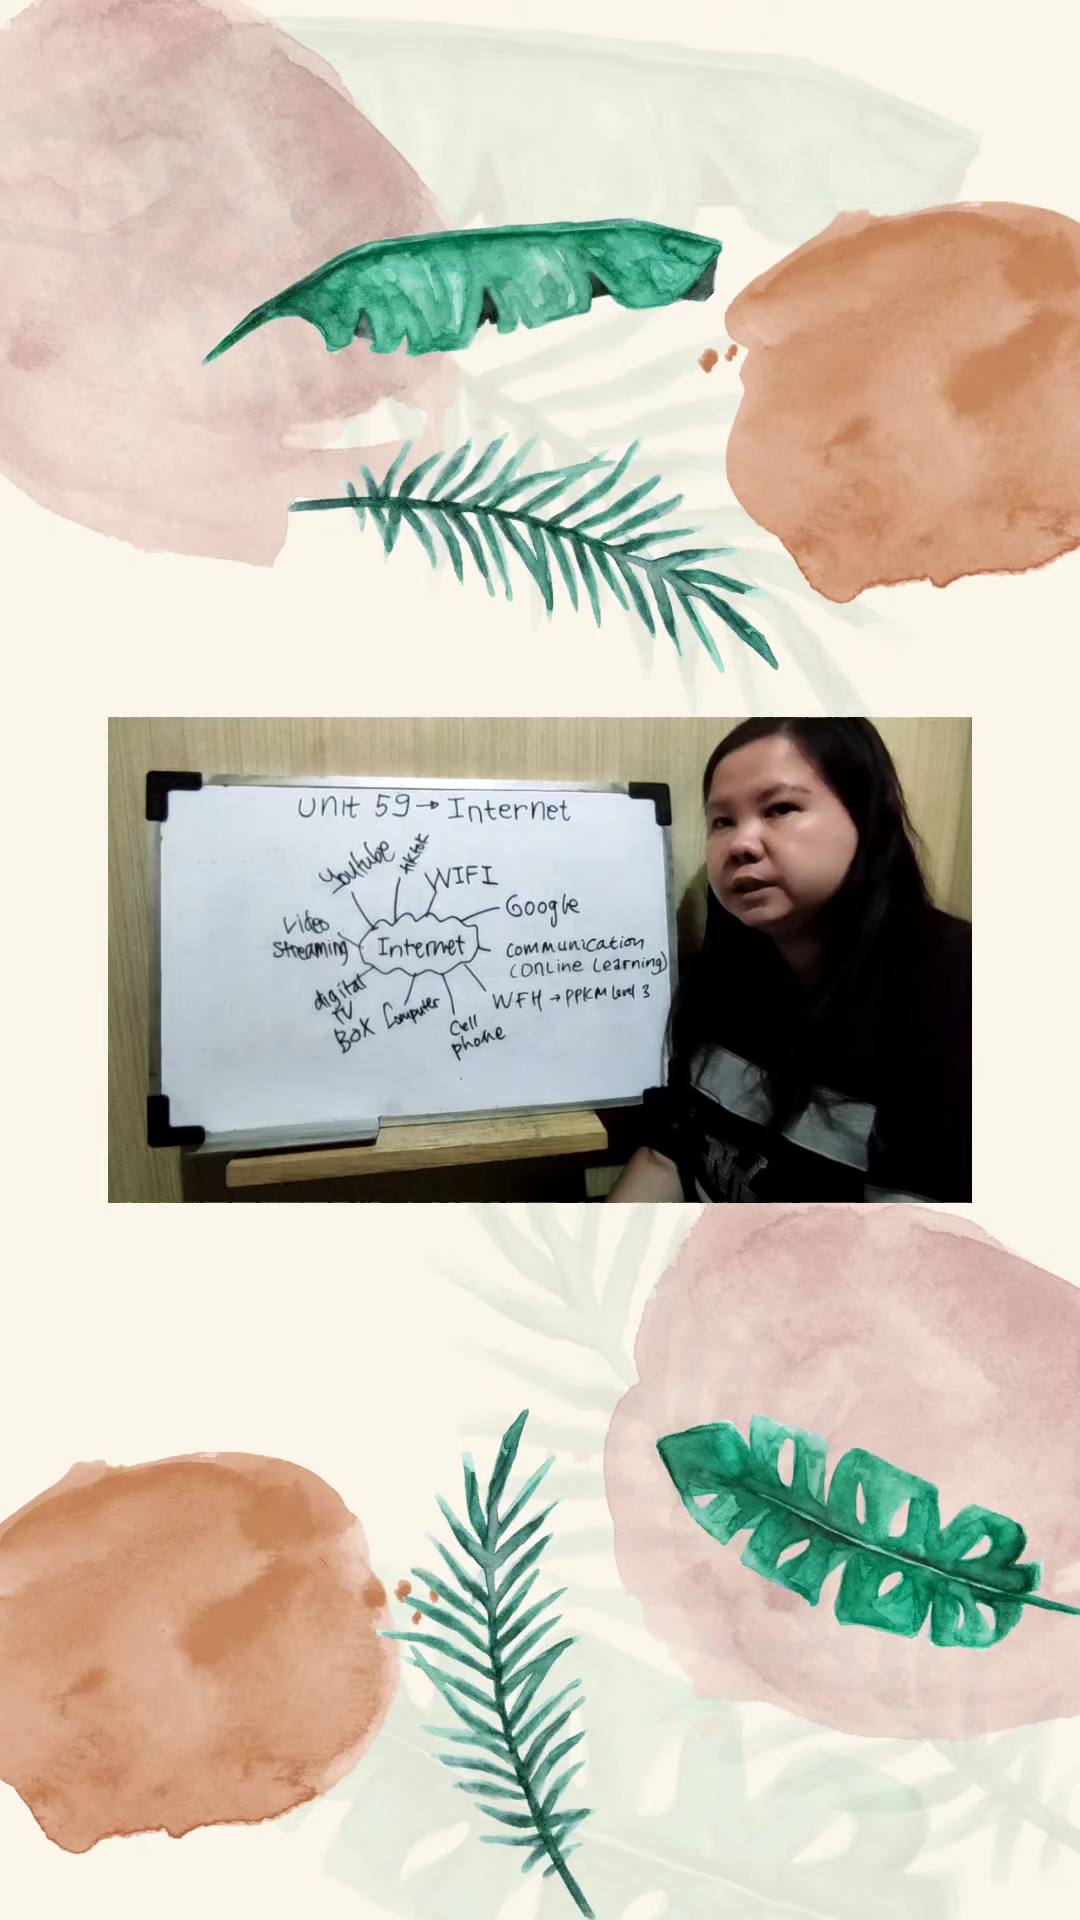 Unit 59 → Internet
Youtube
tiktok
WIFI
Google
Video
streaming
Internet
communication
(online learning)
digital
TV
BOX
Computer
Cell
phone
WFH → PPKM Level 3